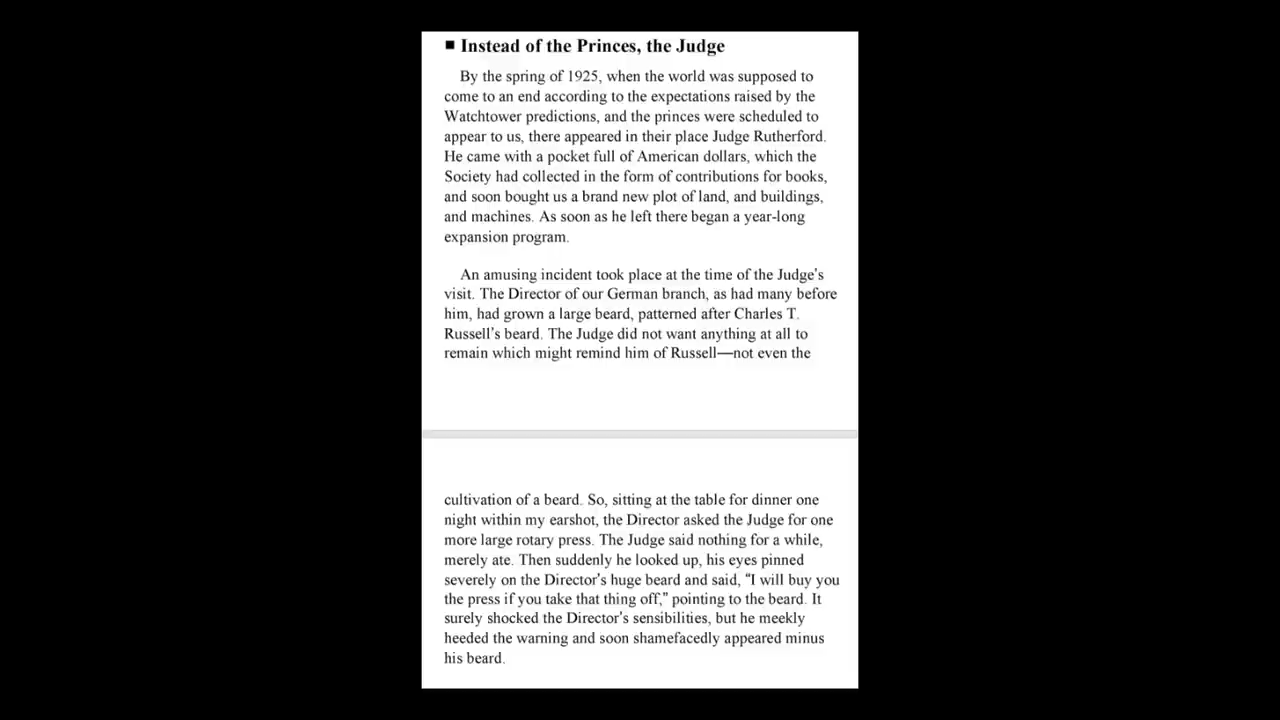 ■ Instead of the Princes, the Judge
By the spring of 1925, when the world was supposed to
come to an end according to the expectations raised by the
Watchtower predictions, and the princes were scheduled to
appear to us, there appeared in their place Judge Rutherford.
He came with a pocket full of American dollars, which the
Society had collected in the form of contributions for books,
and soon bought us a brand new plot of land, and buildings,
and machines. As soon as he left there began a year-long
expansion program.
An amusing incident took place at the time of the Judge's
visit. The Director of our German branch, as had many before
him, had grown a large beard, patterned after Charles T.
Russell's beard. The Judge did not want anything at all to
remain which might remind him of Russell—not even the
cultivation of a beard. So, sitting at the table for dinner one
night within my earshot, the Director asked the Judge for one
more large rotary press. The Judge said nothing for a while,
merely ate. Then suddenly he looked up, his eyes pinned
severely on the Director's huge beard and said, "I will buy you
the press if you take that thing off," pointing to the beard. It
surely shocked the Director's sensibilities, but he meekly
heeded the warning and soon shamefacedly appeared minus
his beard.